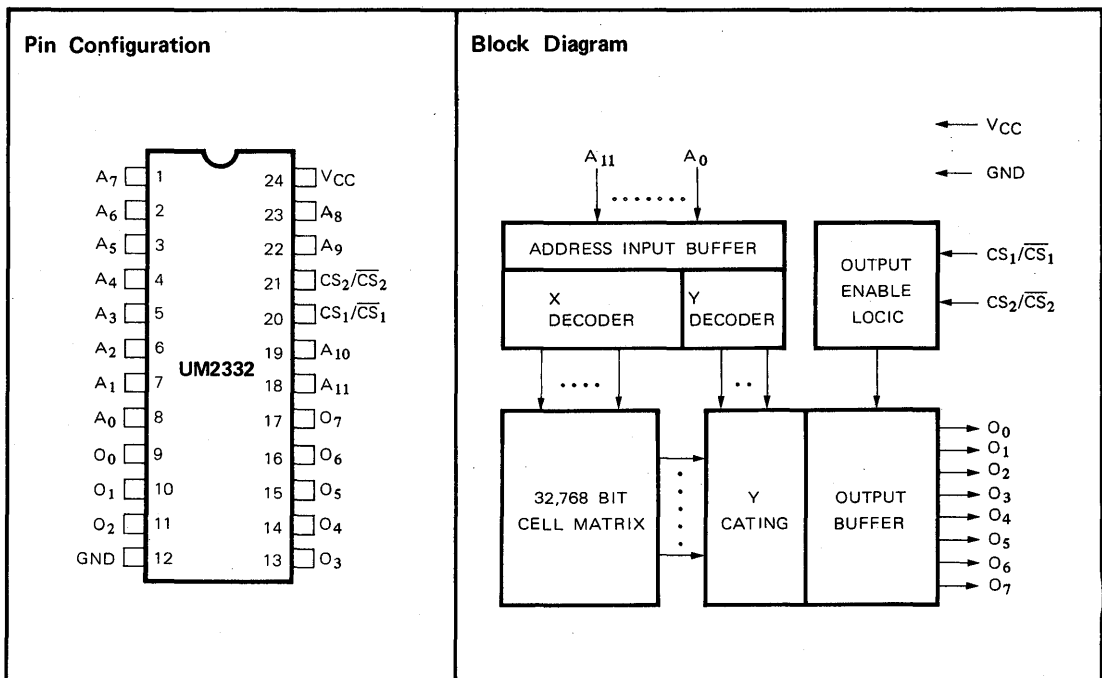 Pin Configuration
A7 1
A6 2
A5 3
A4 4
A3 5
A2 6
A1 7
A0 8
O0 9
O1 10
O2 11
GND 12
UM2332
24 VCC
23 A8
22 A9
21 CS2/C̅S̅2
20 CS1/C̅S̅1
19 A10
18 A11
17 O7
16 O6
15 O5
14 O4
13 O3
Block Diagram
VCC
GND
A11 ....... A0
ADDRESS INPUT BUFFER
X
DECODER
Y
DECODER
OUTPUT
ENABLE
LOCIC
CS1/C̅S̅1
CS2/C̅S̅2
32,768 BIT
CELL MATRIX
Y
CATING
OUTPUT
BUFFER
O0
O1
O2
O3
O4
O5
O6
O7